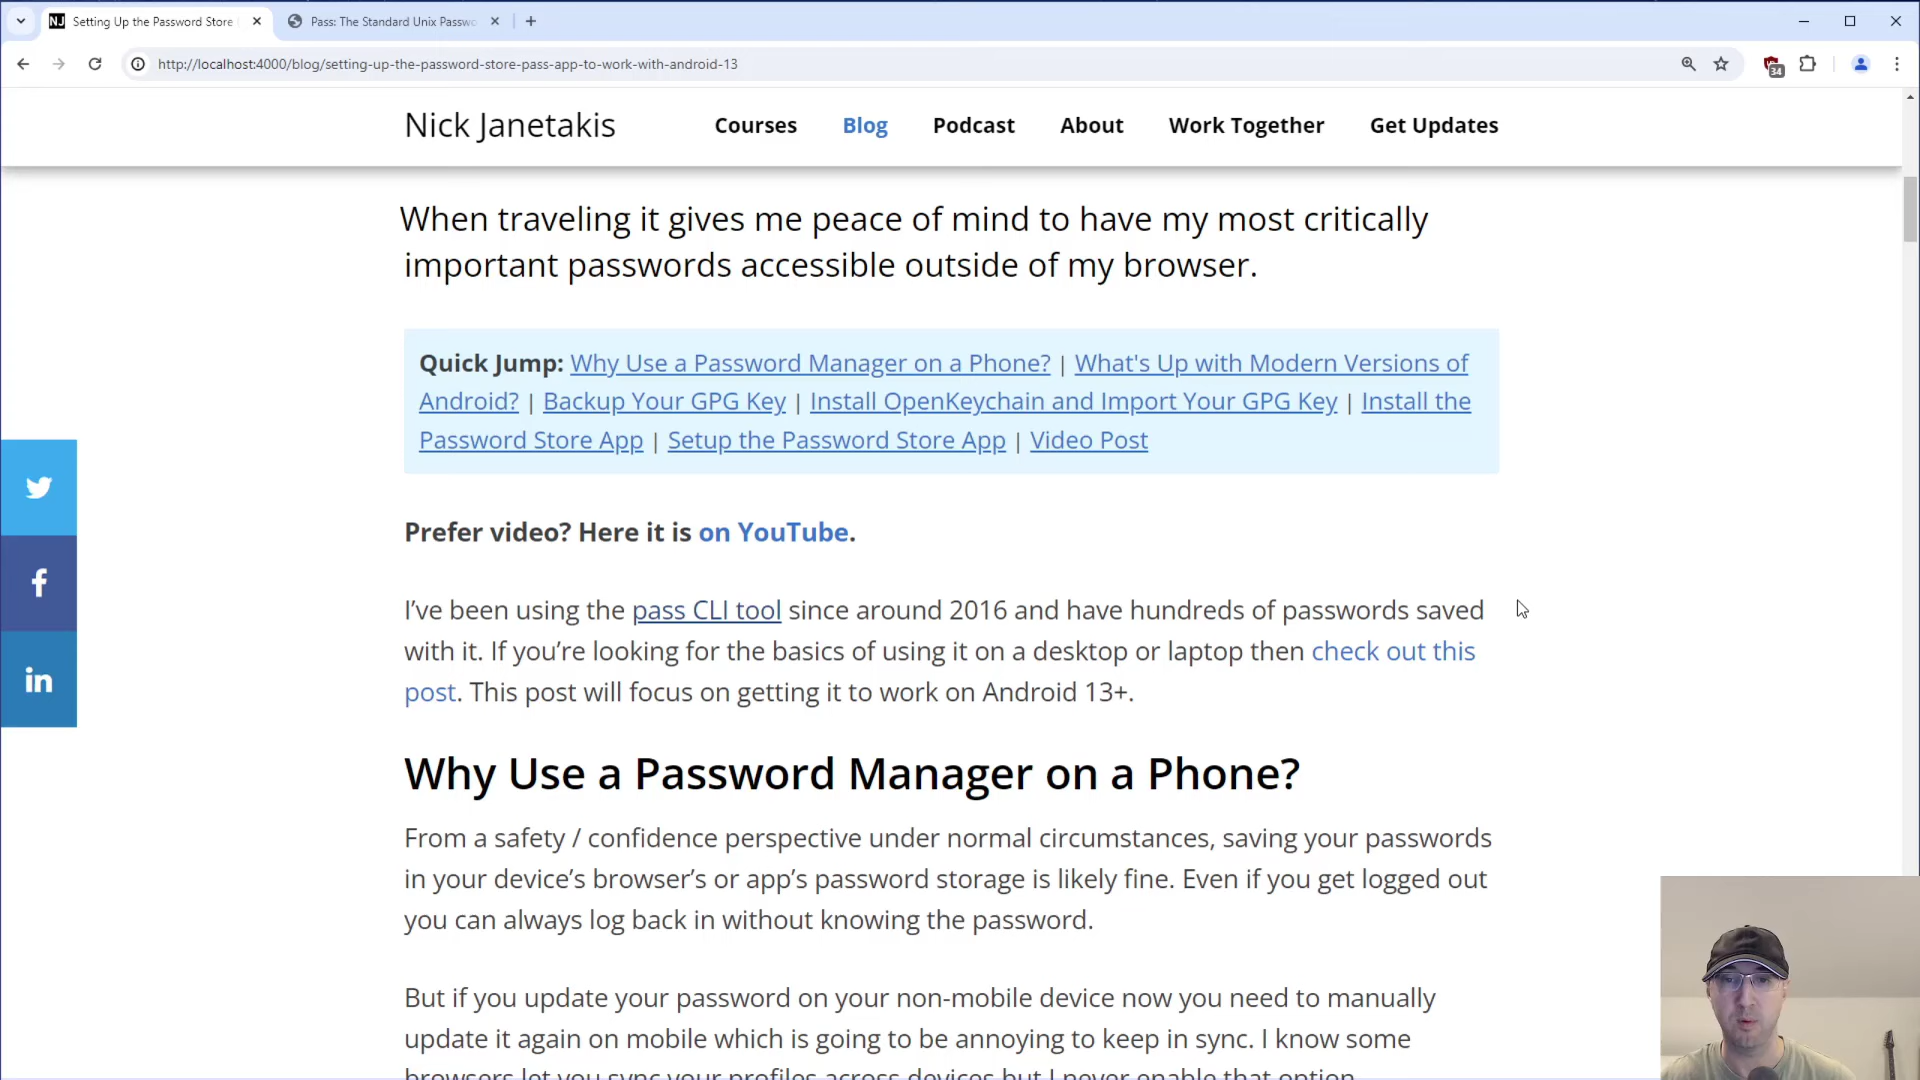 Setting Up the Password Store
Pass: The Standard Unix Passwo
http://localhost:4000/blog/setting-up-the-password-store-pass-app-to-work-with-android-13
34
Nick Janetakis
Courses
Blog
Podcast
About
Work Together
Get Updates
When traveling it gives me peace of mind to have my most critically
important passwords accessible outside of my browser.
Quick Jump: Why Use a Password Manager on a Phone? | What's Up with Modern Versions of
Android? | Backup Your GPG Key | Install OpenKeychain and Import Your GPG Key | Install the
Password Store App | Setup the Password Store App | Video Post
Prefer video? Here it is on YouTube.
I’ve been using the pass CLI tool since around 2016 and have hundreds of passwords saved
with it. If you’re looking for the basics of using it on a desktop or laptop then check out this
post. This post will focus on getting it to work on Android 13+.
Why Use a Password Manager on a Phone?
From a safety / confidence perspective under normal circumstances, saving your passwords
in your device’s browser’s or app’s password storage is likely fine. Even if you get logged out
you can always log back in without knowing the password.
But if you update your password on your non-mobile device now you need to manually
update it again on mobile which is going to be annoying to keep in sync. I know some
browsers let you sync your profiles across devices but I never enable that option.